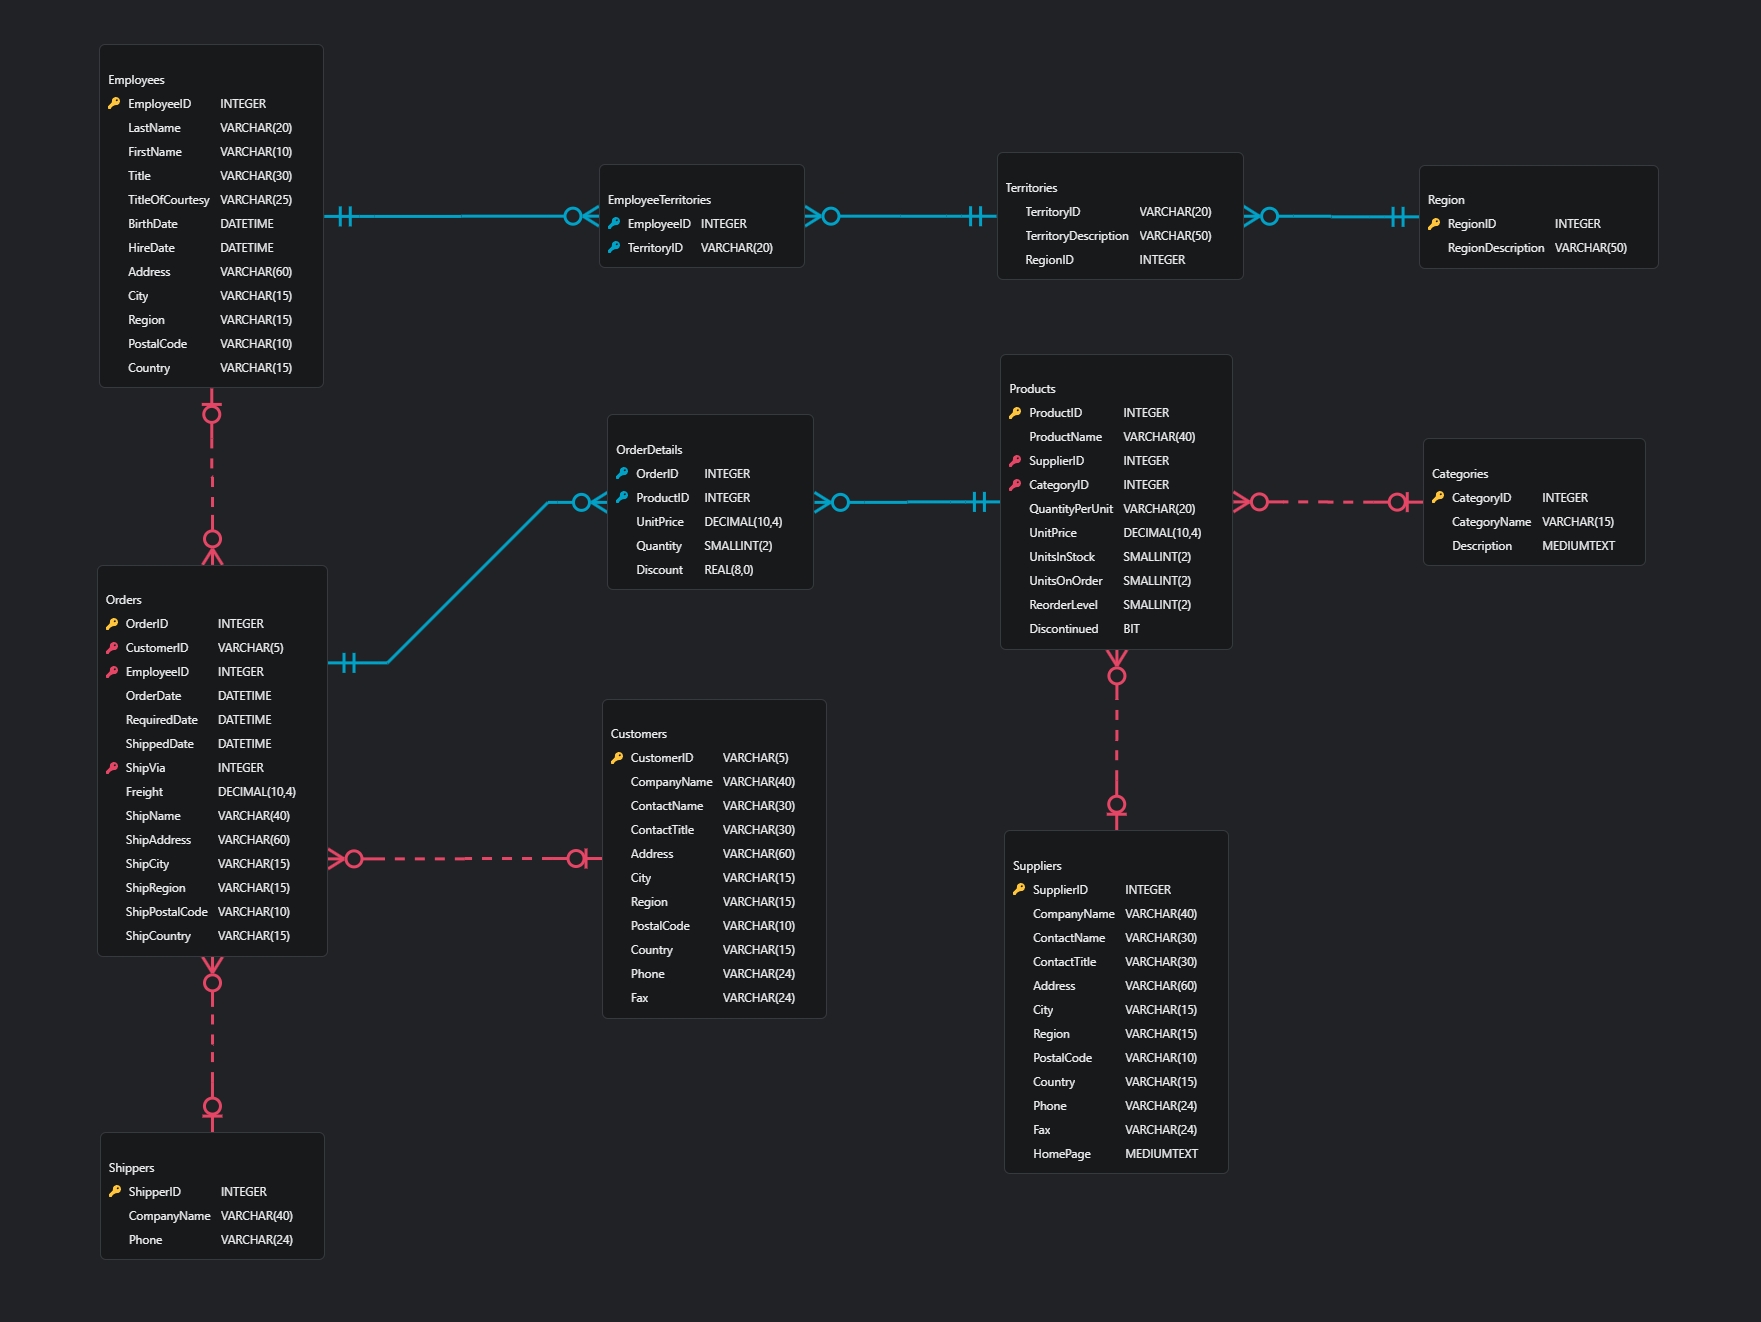 Employees
EmployeeID INTEGER
LastName VARCHAR(20)
FirstName VARCHAR(10)
Title VARCHAR(30)
TitleOfCourtesy VARCHAR(25)
BirthDate DATETIME
HireDate DATETIME
Address VARCHAR(60)
City VARCHAR(15)
Region VARCHAR(15)
PostalCode VARCHAR(10)
Country VARCHAR(15)
EmployeeTerritories
EmployeeID INTEGER
TerritoryID VARCHAR(20)
Territories
TerritoryID VARCHAR(20)
TerritoryDescription VARCHAR(50)
RegionID INTEGER
Region
RegionID INTEGER
RegionDescription VARCHAR(50)
OrderDetails
OrderID INTEGER
ProductID INTEGER
UnitPrice DECIMAL(10,4)
Quantity SMALLINT(2)
Discount REAL(8,0)
Products
ProductID INTEGER
ProductName VARCHAR(40)
SupplierID INTEGER
CategoryID INTEGER
QuantityPerUnit VARCHAR(20)
UnitPrice DECIMAL(10,4)
UnitsInStock SMALLINT(2)
UnitsOnOrder SMALLINT(2)
ReorderLevel SMALLINT(2)
Discontinued BIT
Categories
CategoryID INTEGER
CategoryName VARCHAR(15)
Description MEDIUMTEXT
Orders
OrderID INTEGER
CustomerID VARCHAR(5)
EmployeeID INTEGER
OrderDate DATETIME
RequiredDate DATETIME
ShippedDate DATETIME
ShipVia INTEGER
Freight DECIMAL(10,4)
ShipName VARCHAR(40)
ShipAddress VARCHAR(60)
ShipCity VARCHAR(15)
ShipRegion VARCHAR(15)
ShipPostalCode VARCHAR(10)
ShipCountry VARCHAR(15)
Customers
CustomerID VARCHAR(5)
CompanyName VARCHAR(40)
ContactName VARCHAR(30)
ContactTitle VARCHAR(30)
Address VARCHAR(60)
City VARCHAR(15)
Region VARCHAR(15)
PostalCode VARCHAR(10)
Country VARCHAR(15)
Phone VARCHAR(24)
Fax VARCHAR(24)
Suppliers
SupplierID INTEGER
CompanyName VARCHAR(40)
ContactName VARCHAR(30)
ContactTitle VARCHAR(30)
Address VARCHAR(60)
City VARCHAR(15)
Region VARCHAR(15)
PostalCode VARCHAR(10)
Country VARCHAR(15)
Phone VARCHAR(24)
Fax VARCHAR(24)
HomePage MEDIUMTEXT
Shippers
ShipperID INTEGER
CompanyName VARCHAR(40)
Phone VARCHAR(24)